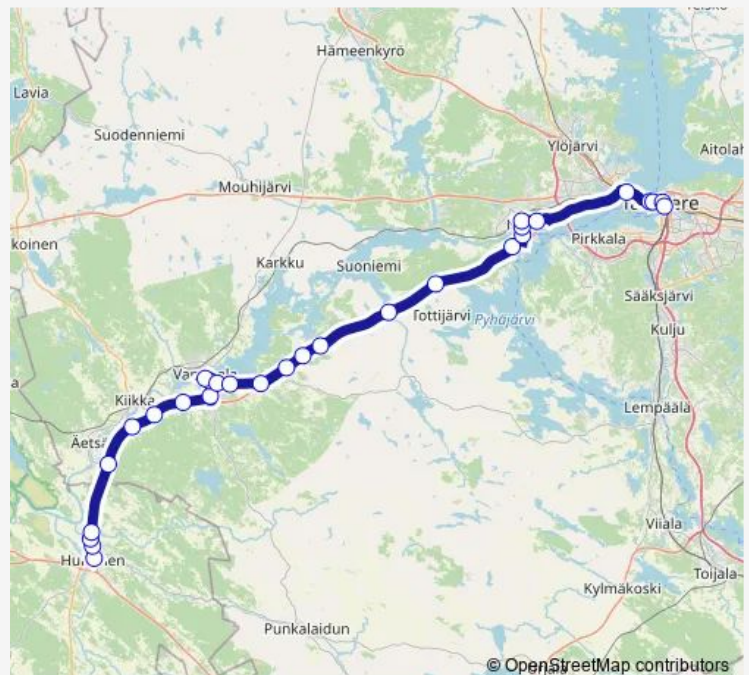 Hämeenkyrö
Lavia
Suodenniemi
Ylöjärvi
Aitolah
Mouhijärvi
Pirkkala
koinen
Karkku
Suoniemi
Sääksjärvi
Tottijärvi
Pyhäjärvi
Kulju
Kiikka
Lempäälä
Äetsä
Viiala
Toijala
Kylmäkoski
Punkalaidun
© OpenStreetMap contributors